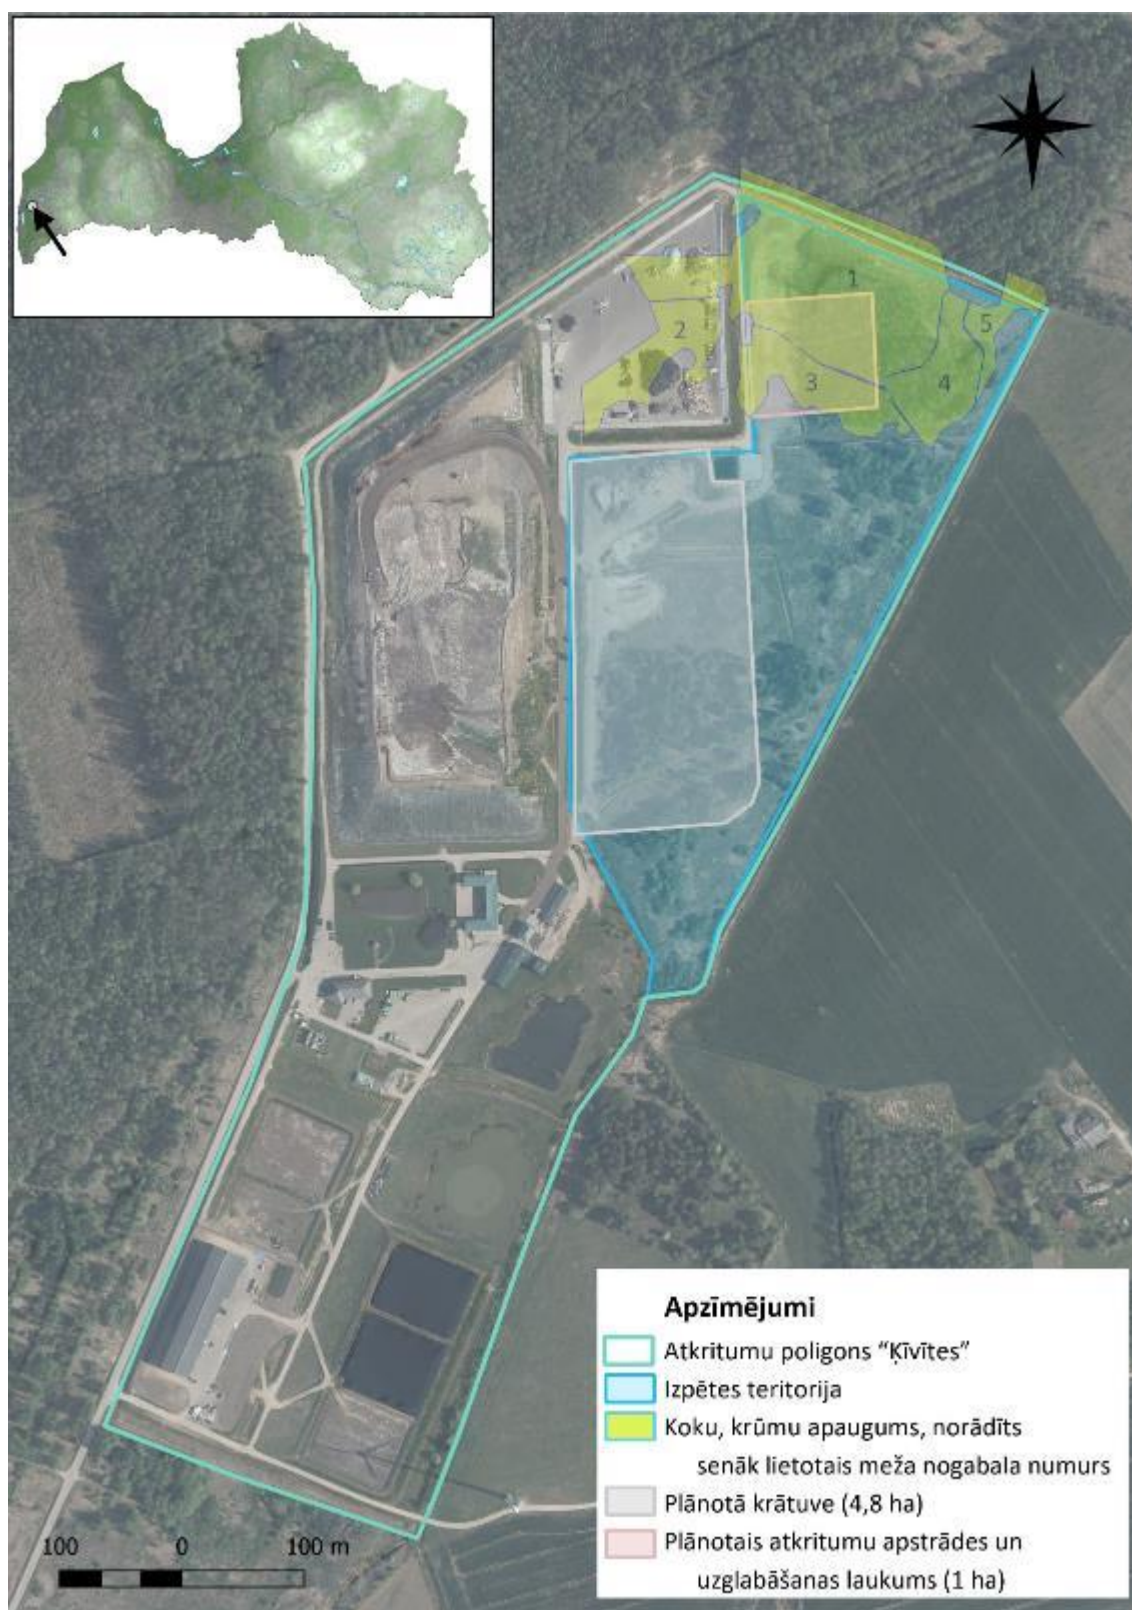 1
2
5
3
4
Apzīmējumi
Atkritumu poligons “Ķīvītes”
Izpētes teritorija
Koku, krūmu apaugums, norādīts
senāk lietotais meža nogabala numurs
Plānotā krātuve (4,8 ha)
Plānotais atkritumu apstrādes un
uzglabāšanas laukums (1 ha)
100 0 100 m